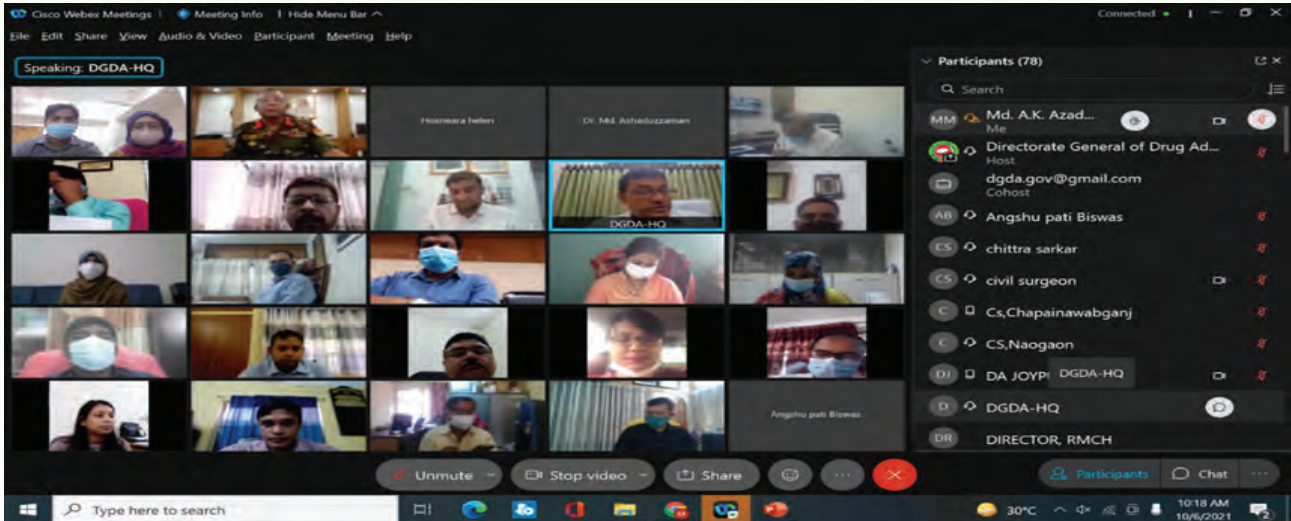 Cisco Webex Meetings | Meeting Info | Hide Menu Bar
Connected
File Edit Share View Audio & Video Participant Meeting Help
Speaking: DGDA-HQ
Hosneara helen
Dr. Md. Ashaduzzaman
DGDA-HQ
Angshu pati Biswas
Participants (78)
Search
MM Md. A.K. Azad...
Me
Directorate General of Drug Ad...
Host
dgda.gov@gmail.com
Cohost
AB Angshu pati Biswas
CS chittra sarkar
CS civil surgeon
C Cs,Chapainawabganj
C CS,Naogaon
DJ DA JOYP
DGDA-HQ
D DGDA-HQ
DR DIRECTOR, RMCH
Unmute Stop video Share ... Participants Chat ...
Type here to search
30°C
10:18 AM
10/6/2021
2